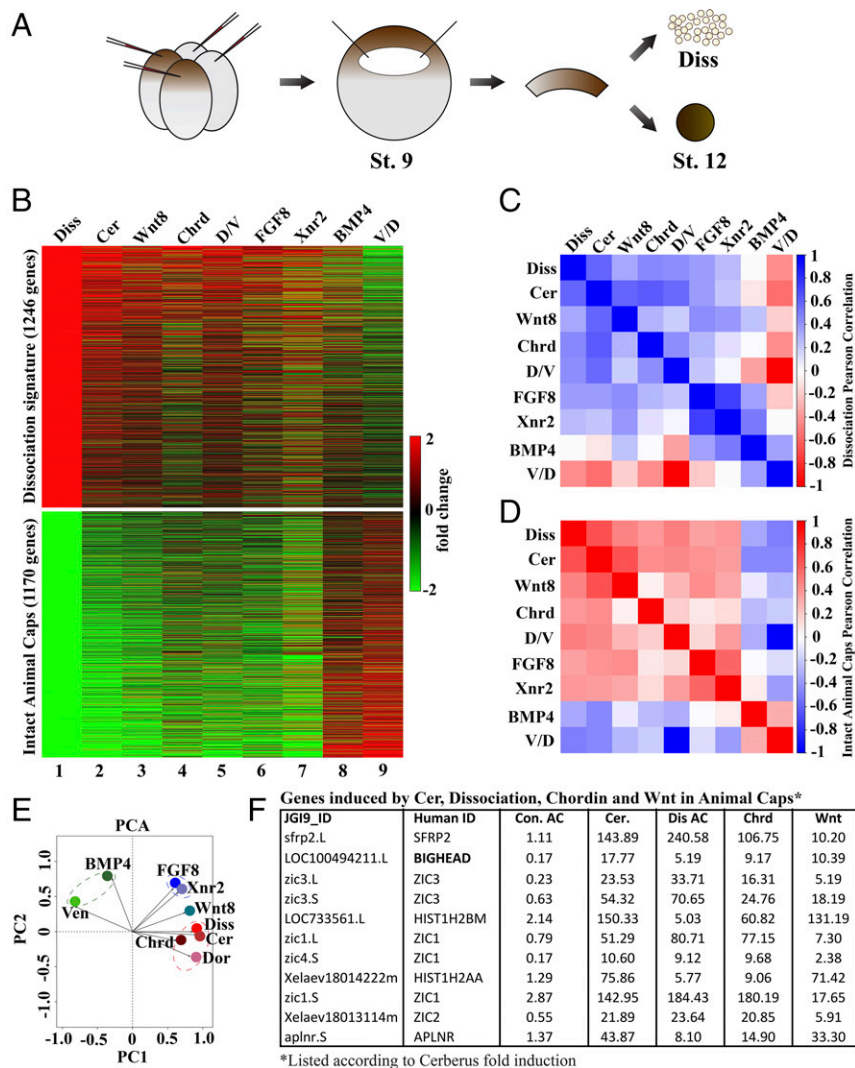 A
Diss
St. 9
St. 12
B
Diss Cer Wnt8 Chrd D/V FGF8 Xnr2 BMP4 V/D
Dissociation signature (1246 genes)
Intact Animal Caps (1170 genes)
2
0
-2
fold change
1 2 3 4 5 6 7 8 9
C
Diss Cer Wnt8 Chrd D/V FGF8 Xnr2 BMP4 V/D
Diss
Cer
Wnt8
Chrd
D/V
FGF8
Xnr2
BMP4
V/D
1
0.8
0.6
0.4
0.2
0
-0.2
-0.4
-0.6
-0.8
-1
Dissociation Pearson Correlation
D
Diss
Cer
Wnt8
Chrd
D/V
FGF8
Xnr2
BMP4
V/D
1
0.8
0.6
0.4
0.2
0
-0.2
-0.4
-0.6
-0.8
-1
Intact Animal Caps Pearson Correlation
E
PCA
BMP4
FGF8
Xnr2
Ven
Wnt8
Diss
Chrd
Cer
Dor
PC2
1.0
0.5
0
-0.5
-1.0
-1.0 -0.5 0 0.5 1.0
PC1
F
Genes induced by Cer, Dissociation, Chordin and Wnt in Animal Caps*
JGI9_ID Human ID Con. AC Cer. Dis AC Chrd Wnt
sfrp2.L SFRP2 1.11 143.89 240.58 106.75 10.20
LOC100494211.L BIGHEAD 0.17 17.77 5.19 9.17 10.39
zic3.L ZIC3 0.23 23.53 33.71 16.31 5.19
zic3.S ZIC3 0.63 54.32 70.65 24.76 18.19
LOC733561.L HIST1H2BM 2.14 150.33 5.03 60.82 131.19
zic1.L ZIC1 0.79 51.29 80.71 77.15 7.30
zic4.S ZIC1 0.17 10.60 9.12 9.68 2.38
Xelaev18014222m HIST1H2AA 1.29 75.86 5.77 9.06 71.42
zic1.S ZIC1 2.87 142.95 184.43 180.19 17.65
Xelaev18013114m ZIC2 0.55 21.89 23.64 20.85 5.91
aplnr.S APLNR 1.37 43.87 8.10 14.90 33.30
*Listed according to Cerberus fold induction